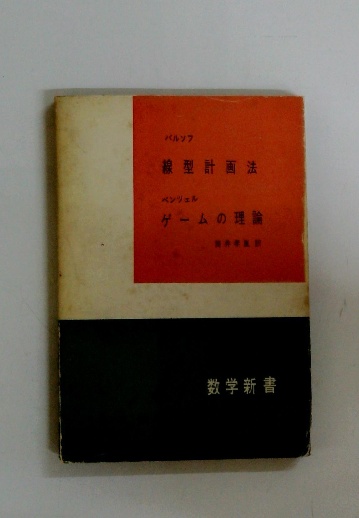 バルソフ
線型計画法
ベンツェル
ゲームの理論
数学新書